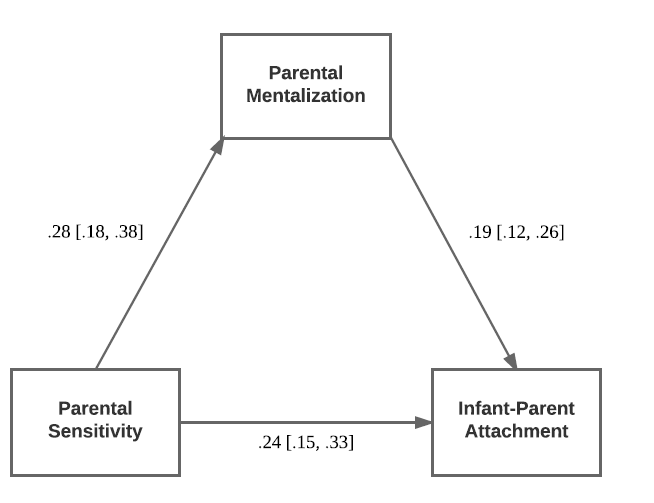 Parental
Mentalization
.28 [.18, .38]
.19 [.12, .26]
Parental
Sensitivity
.24 [.15, .33]
Infant-Parent
Attachment